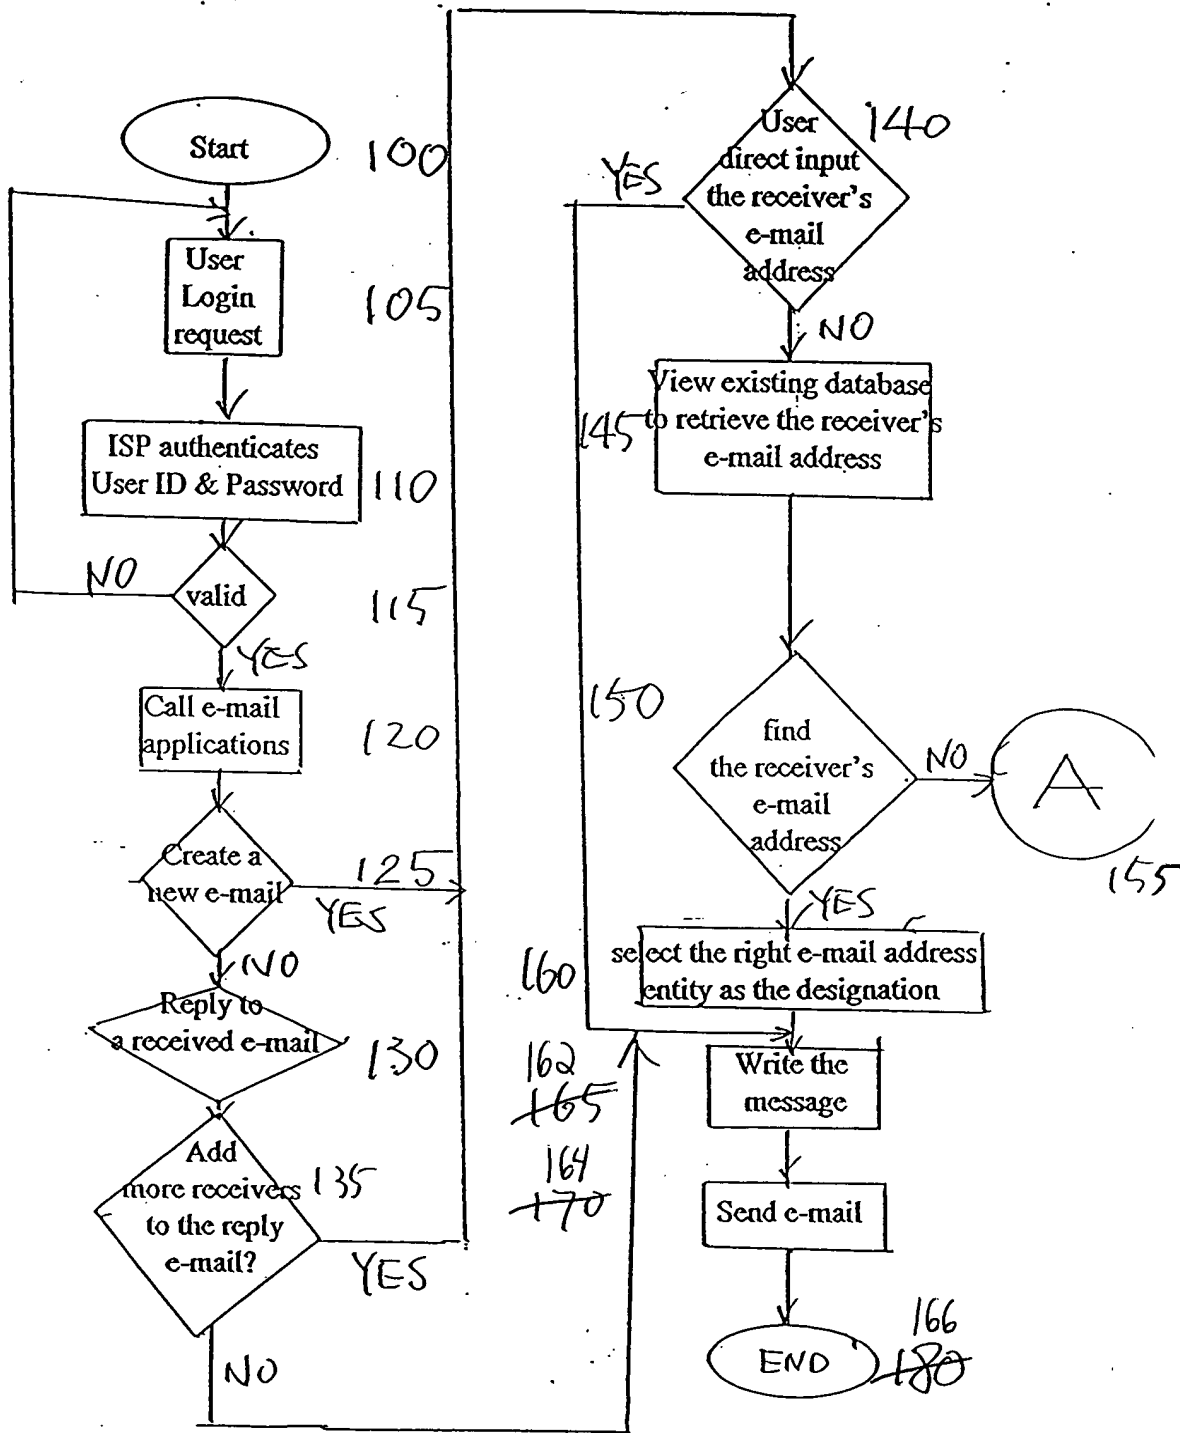 Start
100
User
Login
request
105
ISP authenticates
User ID & Password
110
valid
115
NO
YES
Call e-mail
applications
120
Create a
new e-mail
125
YES
NO
Reply to
a received e-mail
130
Add
more receivers
to the reply
e-mail?
135
YES
NO
User
direct input
the receiver's
e-mail
address
140
YES
NO
View existing database
to retrieve the receiver's
e-mail address
145
find
the receiver's
e-mail
address
150
NO
A
155
YES
select the right e-mail address
entity as the designation
160
Write the
message
162
165
Send e-mail
164
170
END
166
180